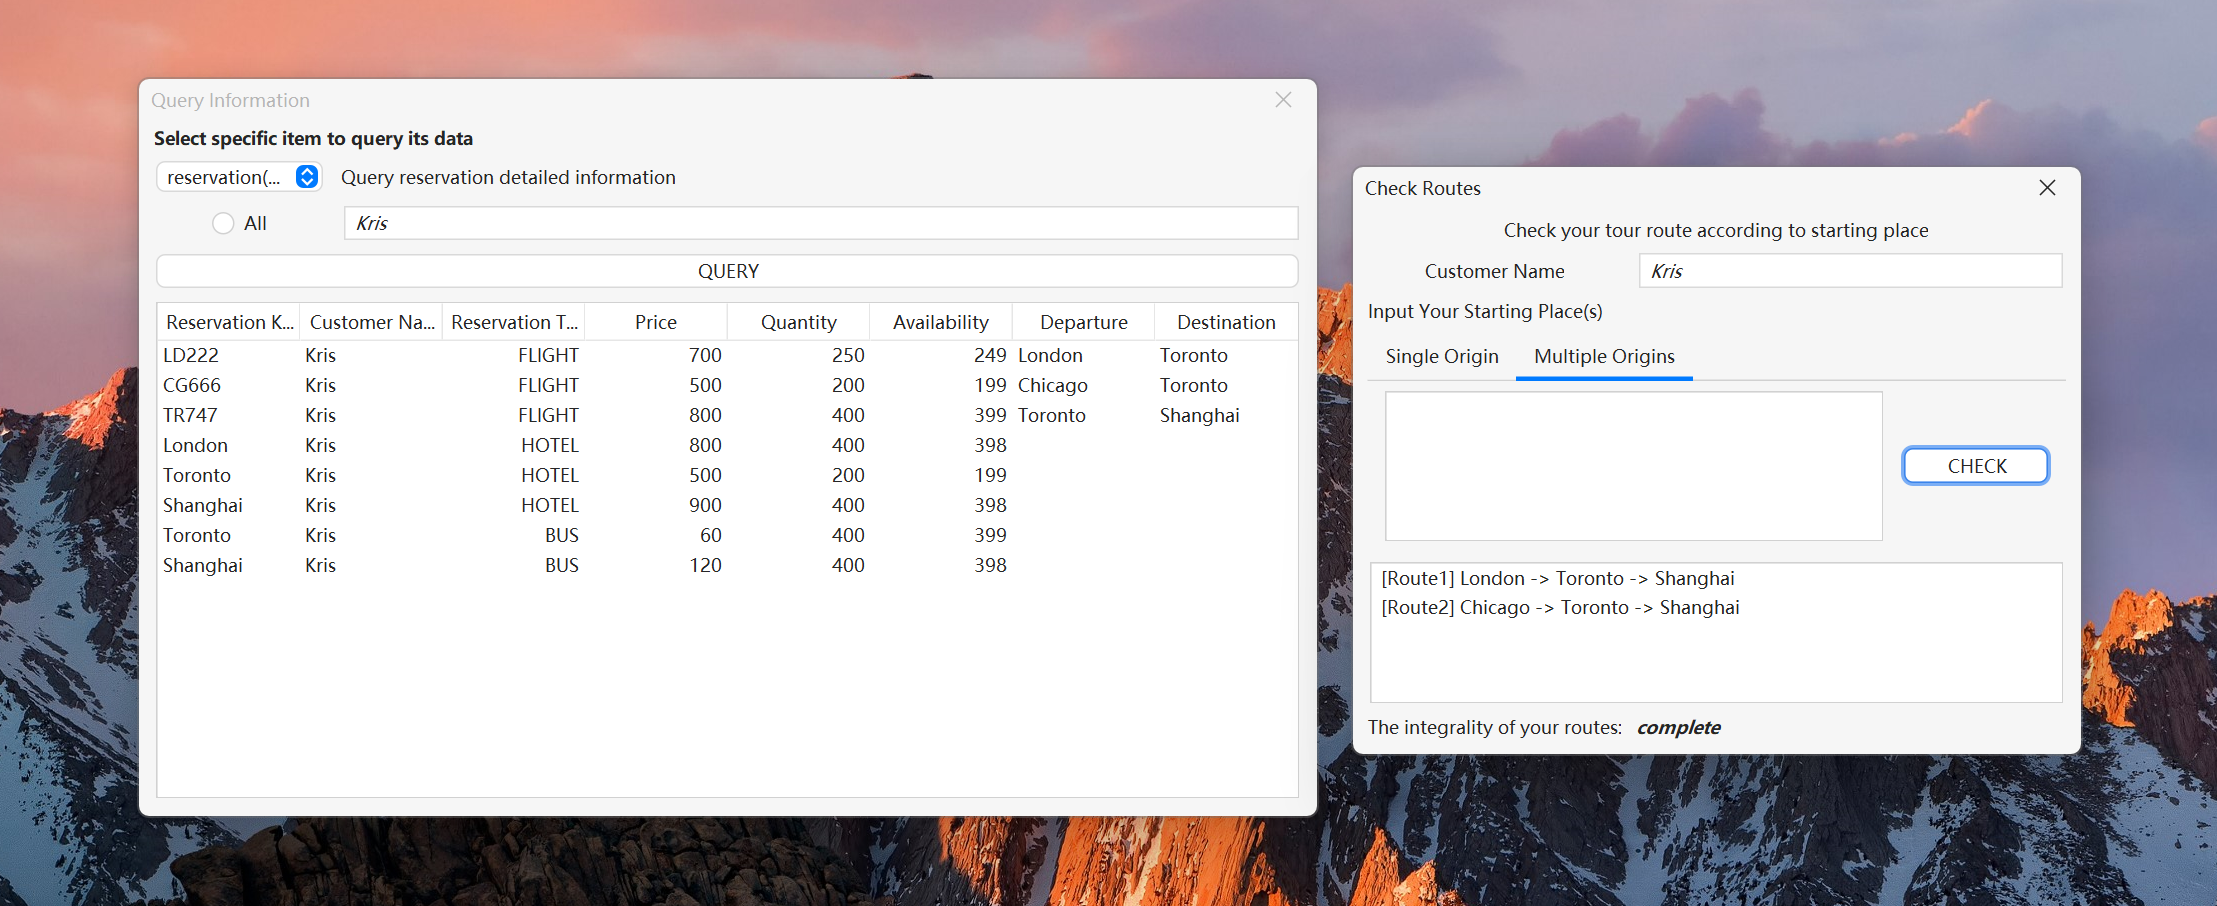 Query Information
Select specific item to query its data
reservation(... Query reservation detailed information
All Kris
QUERY
Reservation K... Customer Na... Reservation T... Price Quantity Availability Departure Destination
LD222 Kris FLIGHT 700 250 249 London Toronto
CG666 Kris FLIGHT 500 200 199 Chicago Toronto
TR747 Kris FLIGHT 800 400 399 Toronto Shanghai
London Kris HOTEL 800 400 398
Toronto Kris HOTEL 500 200 199
Shanghai Kris HOTEL 900 400 398
Toronto Kris BUS 60 400 399
Shanghai Kris BUS 120 400 398
Check Routes
Check your tour route according to starting place
Customer Name Kris
Input Your Starting Place(s)
Single Origin Multiple Origins
CHECK
[Route1] London -> Toronto -> Shanghai
[Route2] Chicago -> Toronto -> Shanghai
The integrality of your routes: complete